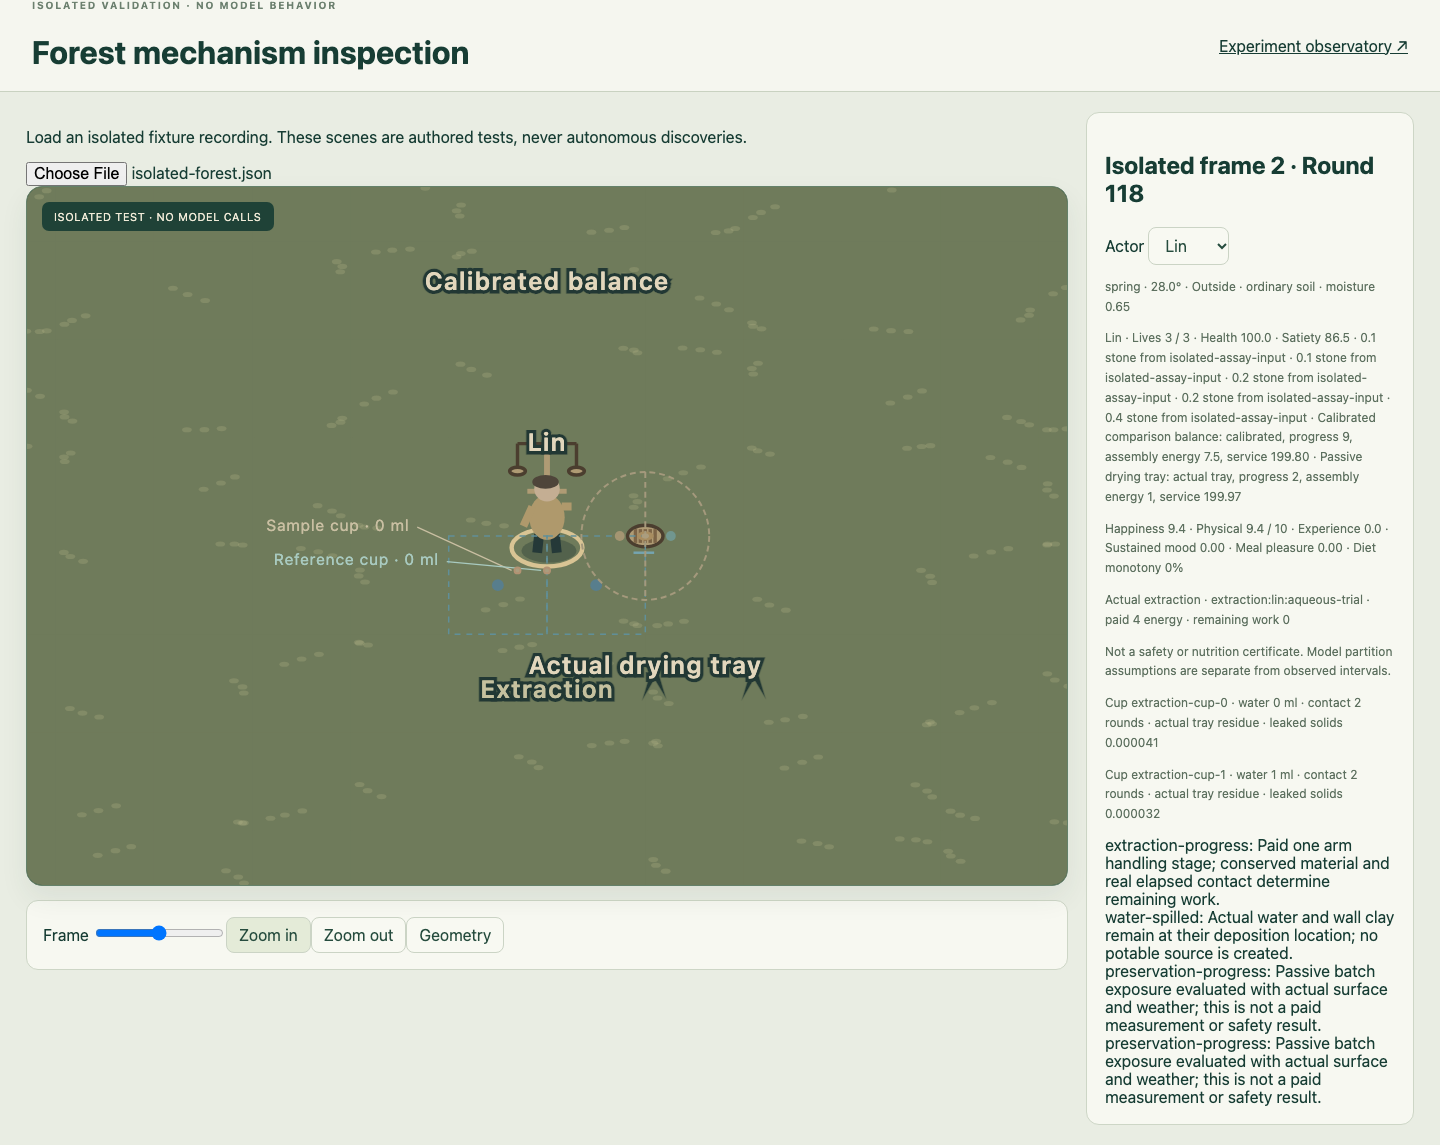 ISOLATED VALIDATION · NO MODEL BEHAVIOR
Forest mechanism inspection
Experiment observatory ↗
Load an isolated fixture recording. These scenes are authored tests, never autonomous discoveries.
Choose File isolated-forest.json
ISOLATED TEST · NO MODEL CALLS
Calibrated balance
Lin
Sample cup · 0 ml
Reference cup · 0 ml
Actual drying tray
Extraction
Frame
Zoom in
Zoom out
Geometry
Isolated frame 2 · Round
118
Actor Lin
spring · 28.0° · Outside · ordinary soil · moisture
0.65
Lin · Lives 3 / 3 · Health 100.0 · Satiety 86.5 · 0.1
stone from isolated-assay-input · 0.1 stone from
isolated-assay-input · 0.2 stone from isolated-
assay-input · 0.2 stone from isolated-assay-input ·
0.4 stone from isolated-assay-input · Calibrated
comparison balance: calibrated, progress 9,
assembly energy 7.5, service 199.80 · Passive
drying tray: actual tray, progress 2, assembly
energy 1, service 199.97
Happiness 9.4 · Physical 9.4 / 10 · Experience 0.0 ·
Sustained mood 0.00 · Meal pleasure 0.00 · Diet
monotony 0%
Actual extraction · extraction:lin:aqueous-trial ·
paid 4 energy · remaining work 0
Not a safety or nutrition certificate. Model partition
assumptions are separate from observed intervals.
Cup extraction-cup-0 · water 0 ml · contact 2
rounds · actual tray residue · leaked solids
0.000041
Cup extraction-cup-1 · water 1 ml · contact 2
rounds · actual tray residue · leaked solids
0.000032
extraction-progress: Paid one arm
handling stage; conserved material and
real elapsed contact determine
remaining work.
water-spilled: Actual water and wall clay
remain at their deposition location; no
potable source is created.
preservation-progress: Passive batch
exposure evaluated with actual surface
and weather; this is not a paid
measurement or safety result.
preservation-progress: Passive batch
exposure evaluated with actual surface
and weather; this is not a paid
measurement or safety result.